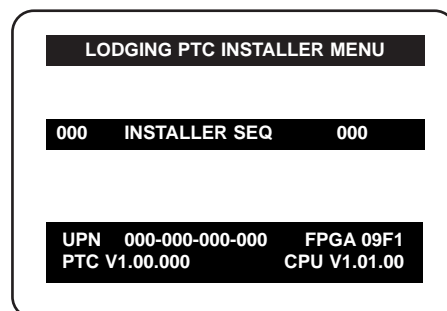 LODGING PTC INSTALLER MENU
000 INSTALLER SEQ 000
UPN 000-000-000-000 FPGA 09F1
PTC V1.00.000 CPU V1.01.00